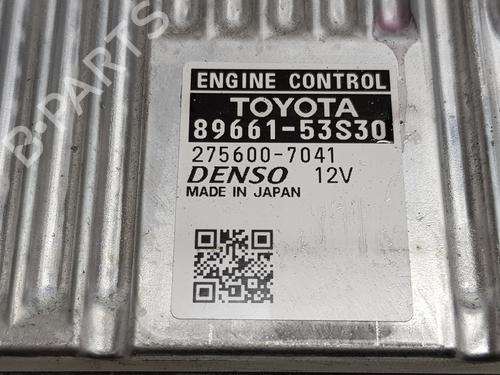 B-PARTS
ENGINE CONTROL
TOYOTA
89661-53S30
275600-7041
DENSO 12V
MADE IN JAPAN